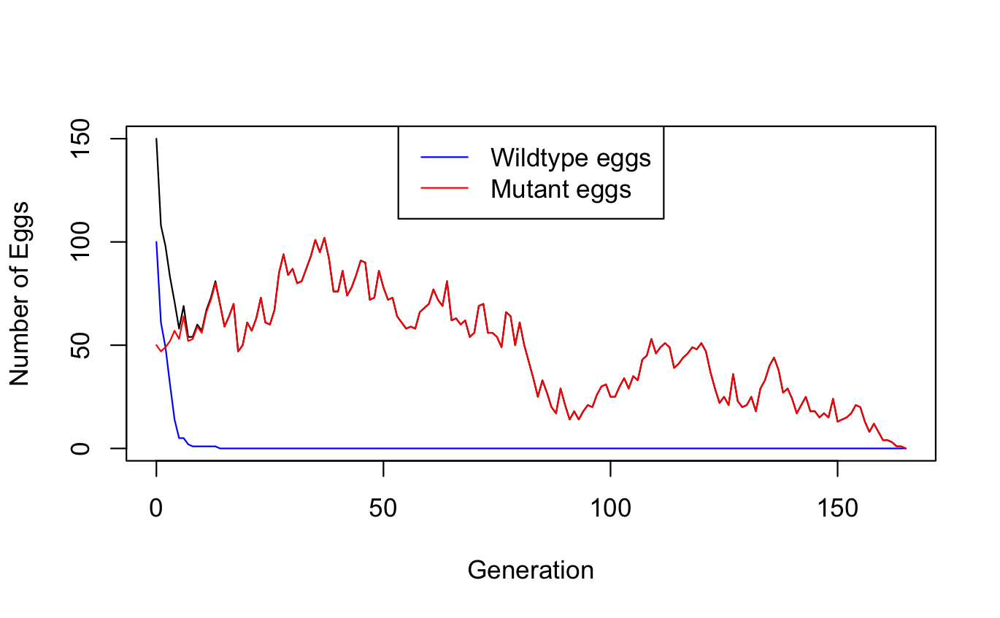 150
100
50
0
Number of Eggs
Wildtype eggs
Mutant eggs
0 50 100 150
Generation